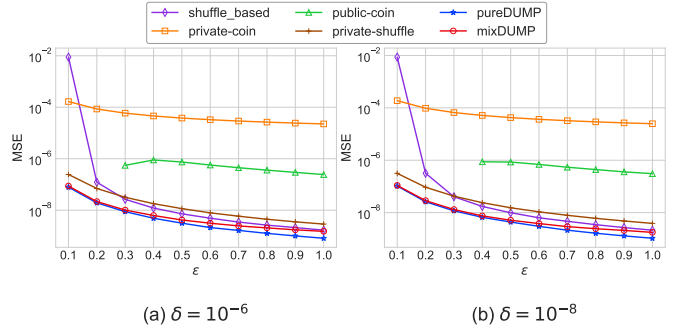 shuffle_based public-coin pureDUMP
private-coin private-shuffle mixDUMP
MSE
10⁻²
10⁻⁴
10⁻⁶
10⁻⁸
0.1 0.2 0.3 0.4 0.5 0.6 0.7 0.8 0.9 1.0
ε
(a) δ = 10⁻⁶
MSE
10⁻²
10⁻⁴
10⁻⁶
10⁻⁸
0.1 0.2 0.3 0.4 0.5 0.6 0.7 0.8 0.9 1.0
ε
(b) δ = 10⁻⁸